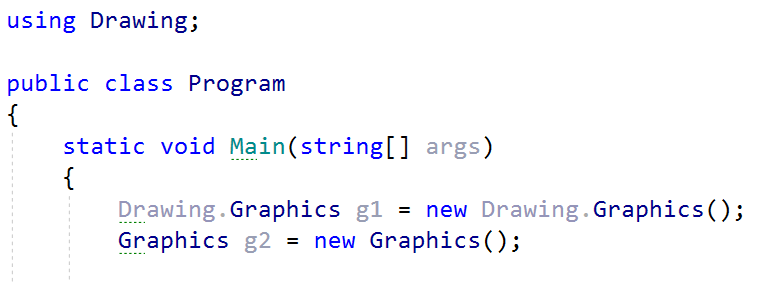 using Drawing;
public class Program
{
static void Main(string[] args)
{
Drawing.Graphics g1 = new Drawing.Graphics();
Graphics g2 = new Graphics();